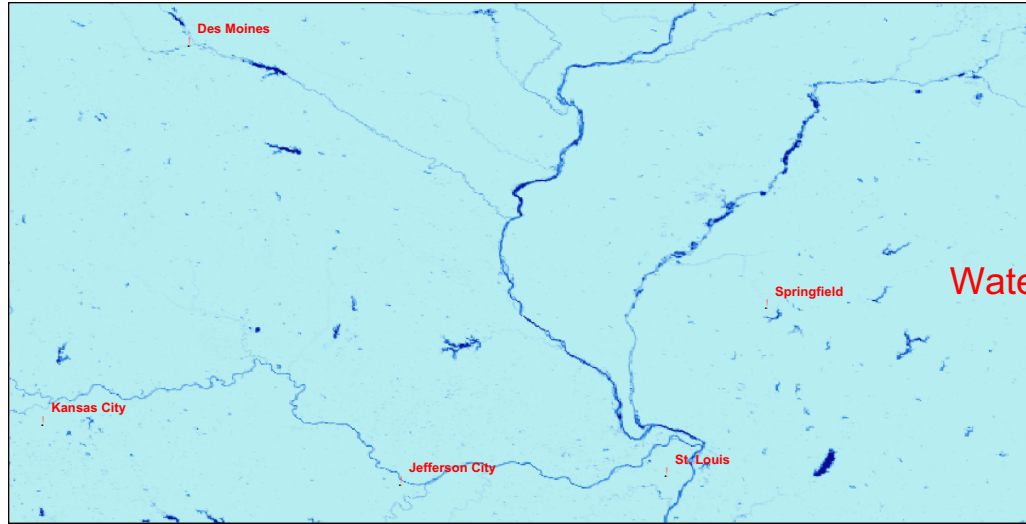 Des Moines
Wate
Springfield
Kansas City
Jefferson City
St. Louis